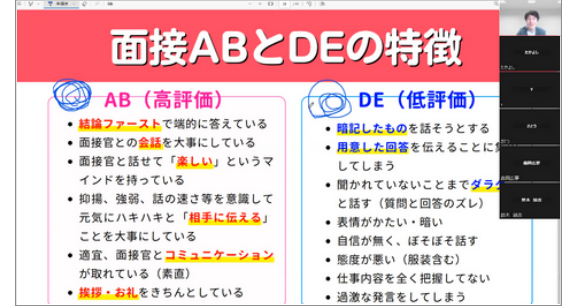 面接ABとDEの特徴
AB（高評価）
• 結論ファーストで端的に答えている
• 面接官との会話を大事にしている
• 面接官と話せて「楽しい」というマ
インドを持っている
• 抑揚、強弱、話の速さ等を意識して
元気にハキハキと「相手に伝える」
ことを大事にしている
• 適宜、面接官とコミュニケーション
が取れている（素直）
• 挨拶・お礼をきちんとしている
DE（低評価）
• 暗記したものを話そうとする
• 用意した回答を伝えることに
してしまう
• 聞かれていないことまでダラ
と話す（質問と回答のズレ）
• 表情がかたい・暗い
• 自信が無く、ぼそぼそ話す
• 態度が悪い（服装含む）
• 仕事内容を全く把握してない
• 過激な発言をしてしまう